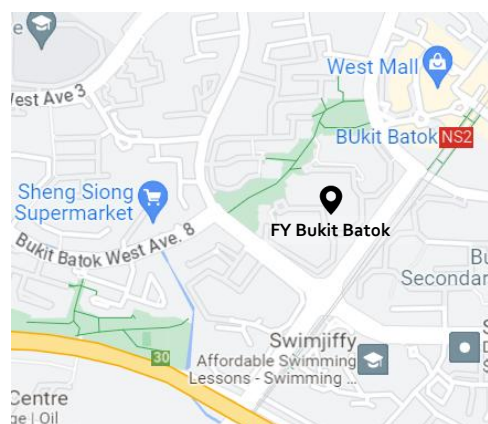 e
West Ave 3
West Mall
BUkit Batok NS2
Sheng Siong
Supermarket
FY Bukit Batok
Bukit Batok West Ave. 8
Bu
Secondar
Swimjiffy
Affordable Swimming
Lessons - Swimming ...
S
D
S
30
Centre
ge | Oil